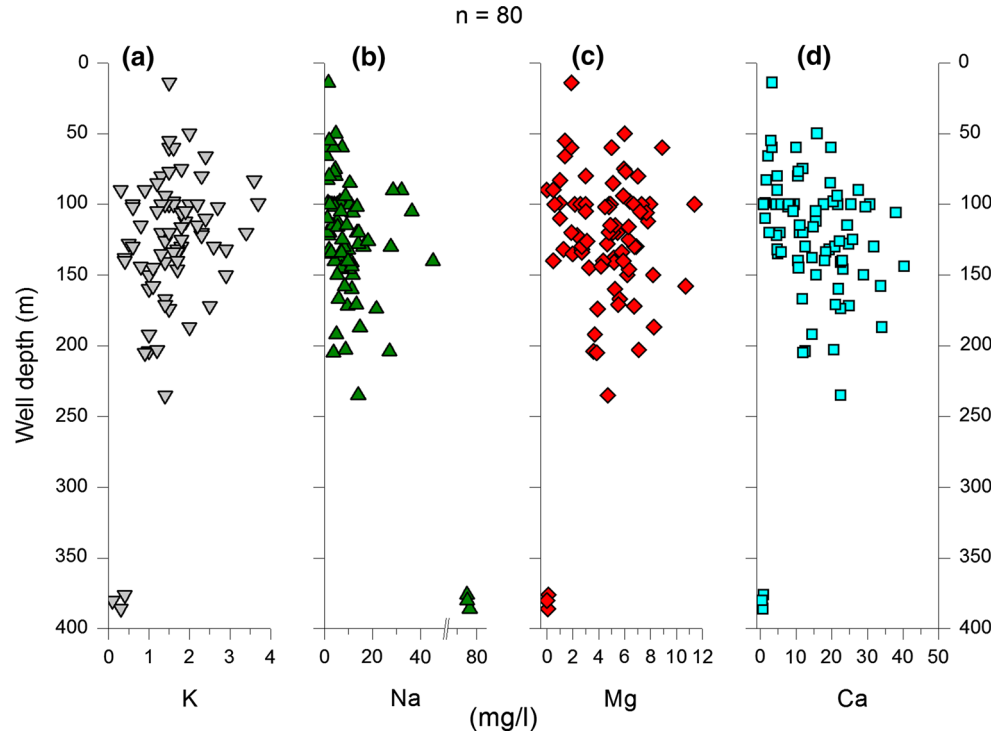 n = 80
(a) (b) (c) (d)
0 0
50 50
100 100
150 150
200 200
250 250
300 300
350 350
400 400
Well depth (m)
0 1 2 3 4 0 20 40 80 0 2 4 6 8 10 12 0 10 20 30 40 50
K Na Mg Ca
(mg/l)